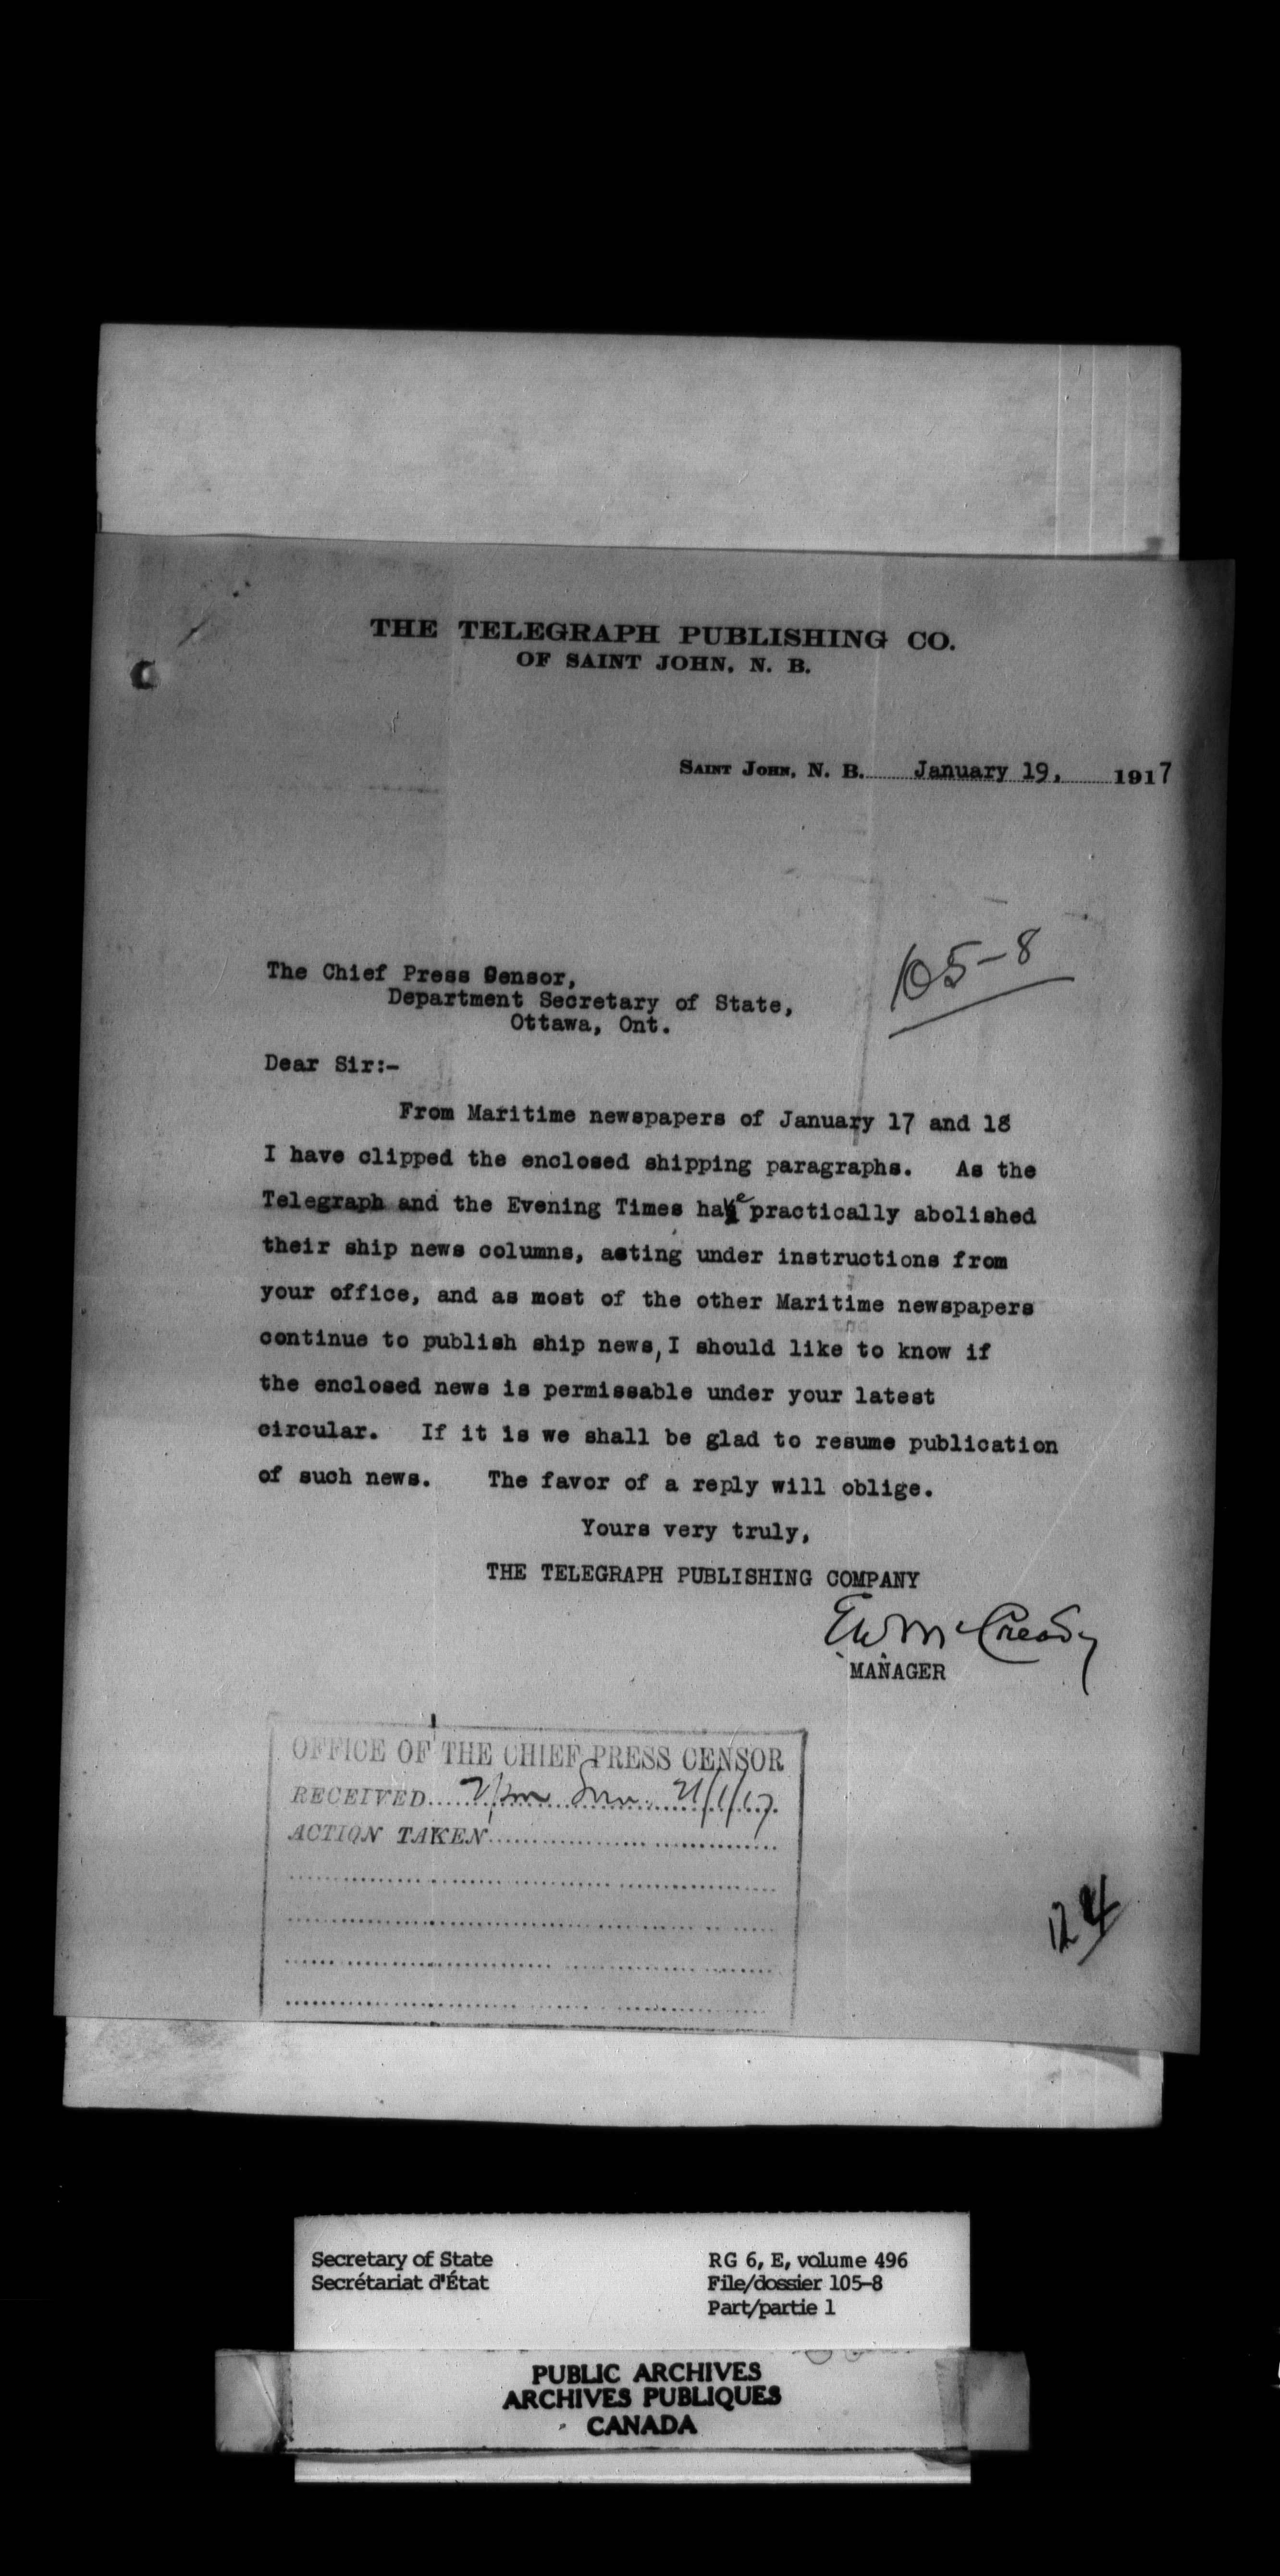 THE TELEGRAPH PUBLISHING CO.
OF SAINT JOHN, N. B.
SAINT JOHN, N. B. January 19, 1917
105-8
The Chief Press Censor,
Department Secretary of State,
Ottawa, Ont.
Dear Sir:-
From Maritime newspapers of January 17 and 18
I have clipped the enclosed shipping paragraphs. As the
Telegraph and the Evening Times have practically abolished
their ship news columns, acting under instructions from
your office, and as most of the other Maritime newspapers
continue to publish ship news, I should like to know if
the enclosed news is permissable under your latest
circular. If it is we shall be glad to resume publication
of such news. The favor of a reply will oblige.
Yours very truly,
THE TELEGRAPH PUBLISHING COMPANY
E W McCready
MANAGER
OFFICE OF THE CHIEF PRESS CENSOR
RECEIVED 21/1/17
ACTION TAKEN
124
Secretary of State
Secrétariat d'État
RG 6, E, volume 496
File/dossier 105-8
Part/partie 1
PUBLIC ARCHIVES
ARCHIVES PUBLIQUES
CANADA